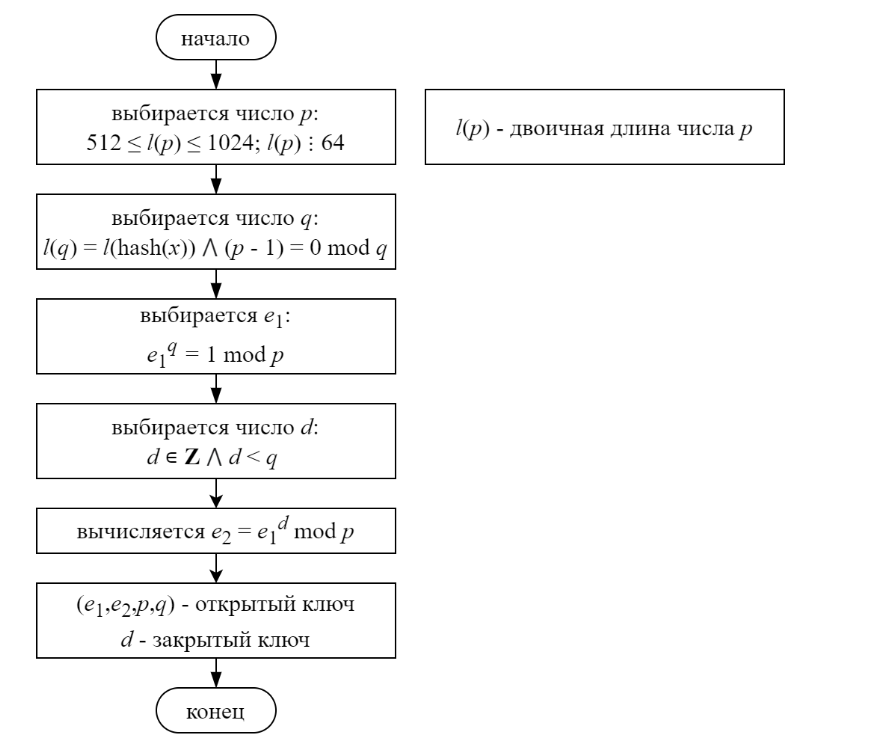 начало
выбирается число p:
512 ≤ l(p) ≤ 1024; l(p) ⋮ 64
l(p) - двоичная длина числа p
выбирается число q:
l(q) = l(hash(x)) ⋀ (p - 1) = 0 mod q
выбирается e₁:
e₁^q = 1 mod p
выбирается число d:
d ∈ Z ⋀ d < q
вычисляется e₂ = e₁^d mod p
(e₁,e₂,p,q) - открытый ключ
d - закрытый ключ
конец